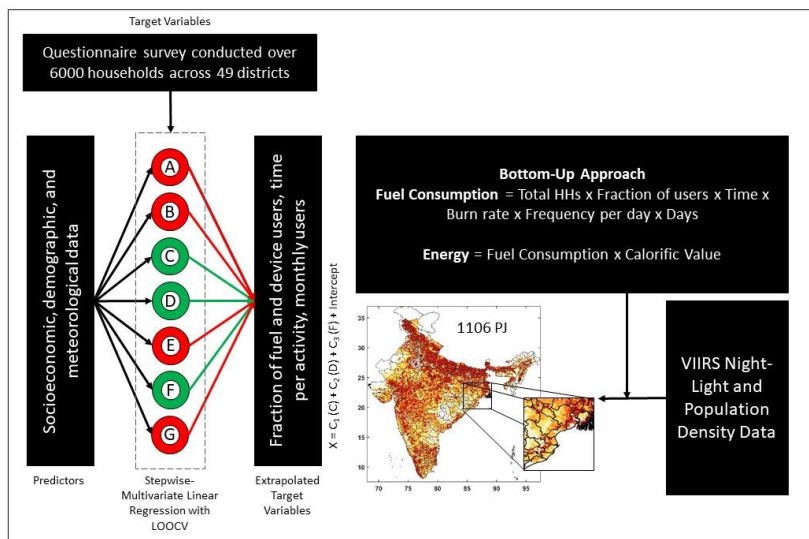 Target Variables
Questionnaire survey conducted over
6000 households across 49 districts
Socioeconomic, demographic, and
meteorological data
A
B
C
D
E
F
G
Fraction of fuel and device users, time
per activity, monthly users
X = C₁ (C) + C₂ (D) + C₃ (F) + Intercept
Predictors
Stepwise-
Multivariate Linear
Regression with
LOOCV
Extrapolated
Target
Variables
Bottom-Up Approach
Fuel Consumption = Total HHs x Fraction of users x Time x
Burn rate x Frequency per day x Days
Energy = Fuel Consumption x Calorific Value
1106 PJ
35
30
25
20
15
10
70
75
80
85
90
95
VIIRS Night-
Light and
Population
Density Data